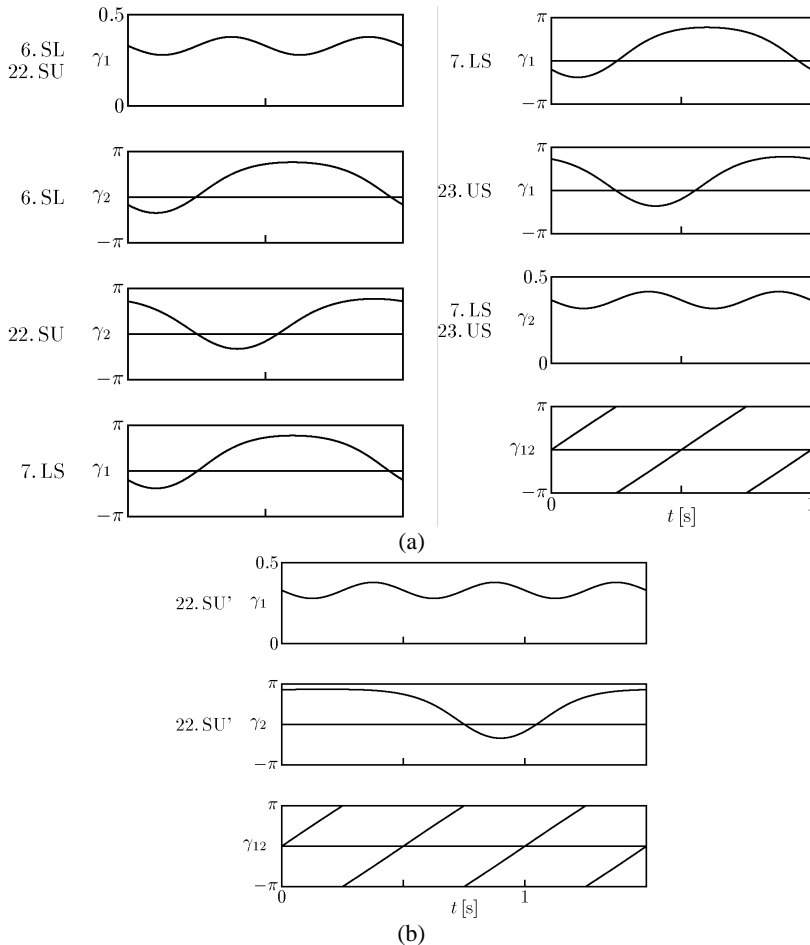 0.5
6. SL
22. SU
γ1
0
π
6. SL
γ2
−π
π
22. SU
γ2
−π
π
7. LS
γ1
−π
π
7. LS
γ1
−π
π
23. US
γ1
−π
0.5
7. LS
23. US
γ2
0
π
γ12
−π
0
1
t [s]
(a)
0.5
22. SU’
γ1
0
π
22. SU’
γ2
−π
π
γ12
−π
0
1
t [s]
(b)